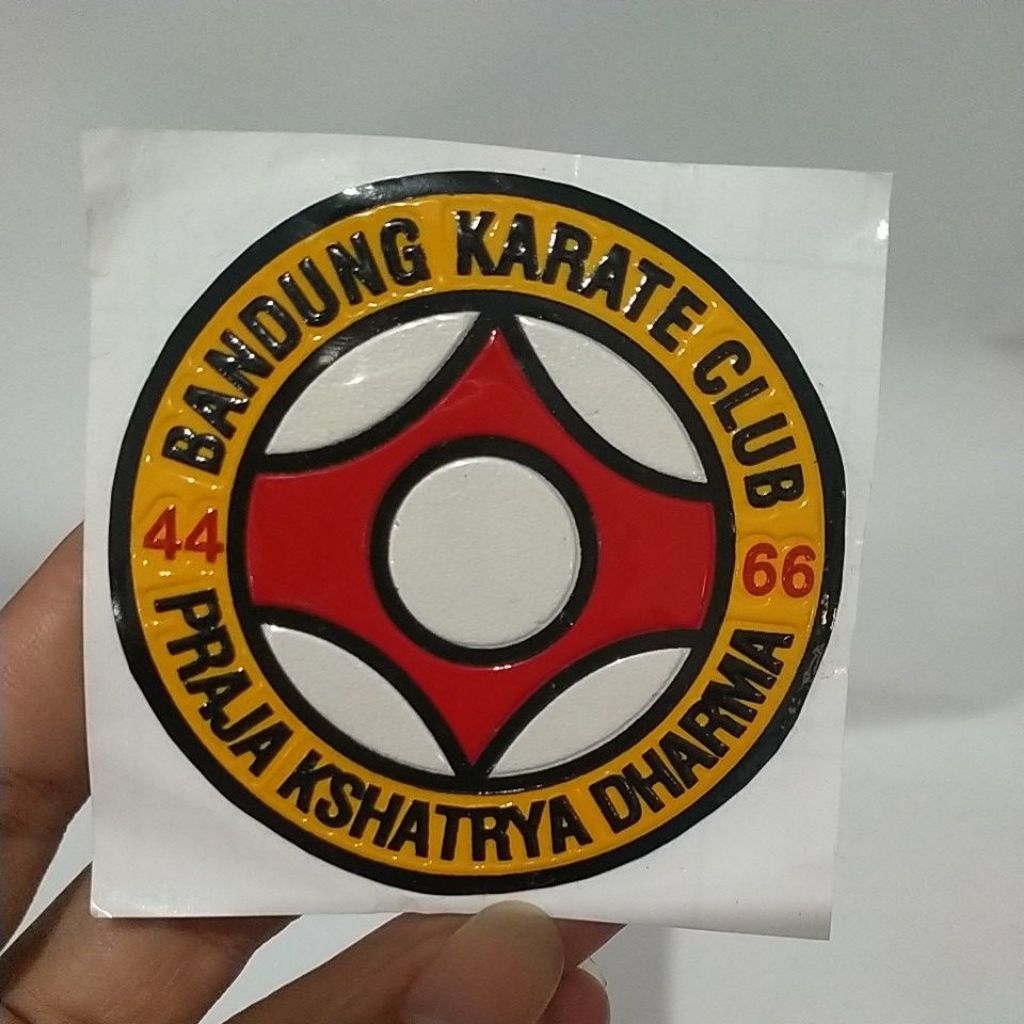 BANDUNG KARATE CLUB
44 66
PRAJA KSHATRYA DHARMA